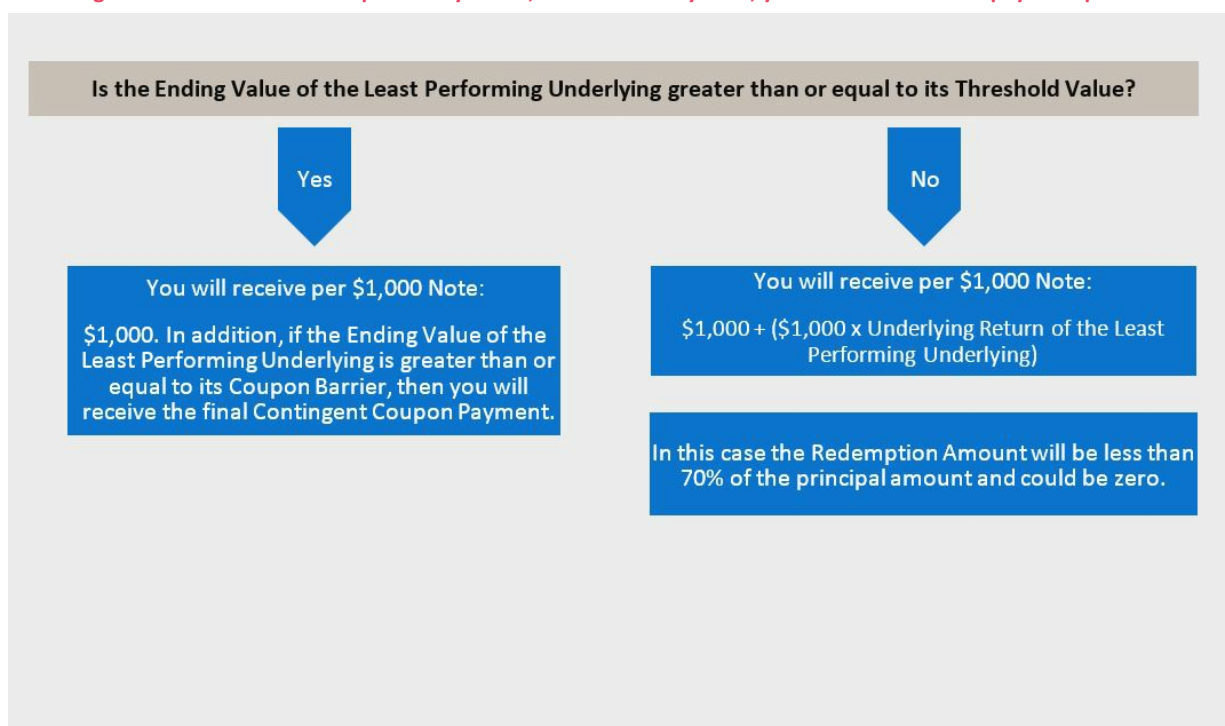 Is the Ending Value of the Least Performing Underlying greater than or equal to its Threshold Value?
Yes
No
You will receive per $1,000 Note:
$1,000. In addition, if the Ending Value of the
Least Performing Underlying is greater than or
equal to its Coupon Barrier, then you will
receive the final Contingent Coupon Payment.
You will receive per $1,000 Note:
$1,000 + ($1,000 x Underlying Return of the Least
Performing Underlying)
In this case the Redemption Amount will be less than
70% of the principal amount and could be zero.